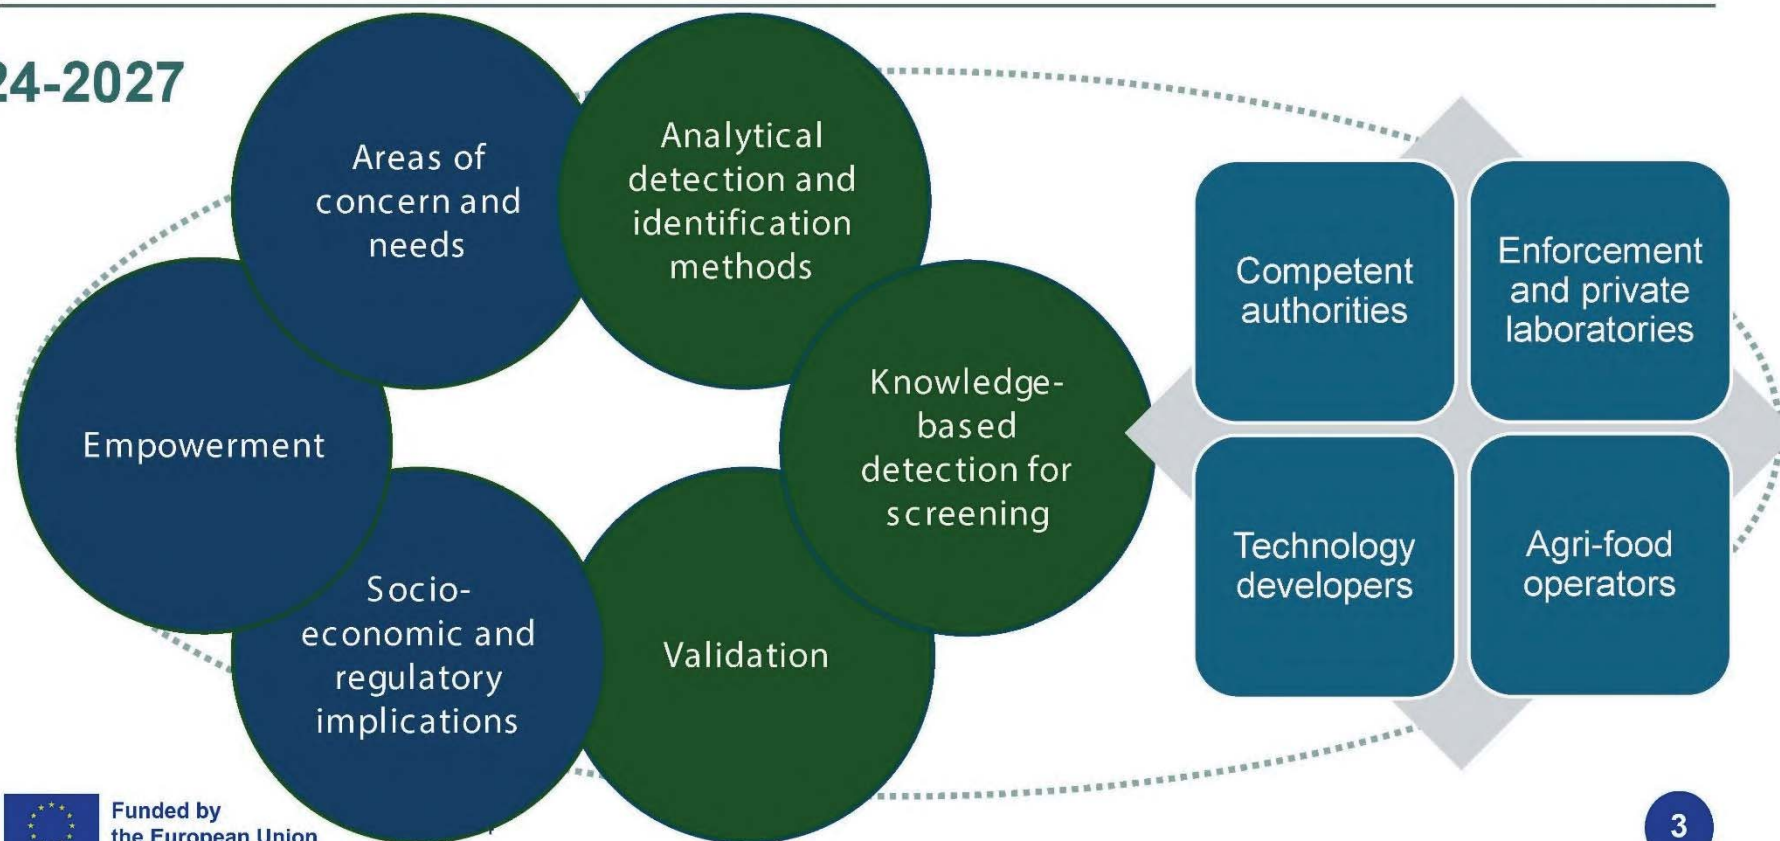 24-2027
Areas of
concern and
needs
Analytical
detection and
identification
methods
Knowledge-
based
detection for
screening
Validation
Socio-
economic and
regulatory
implications
Empowerment
Competent
authorities
Enforcement
and private
laboratories
Technology
developers
Agri-food
operators
Funded by
the European Union
3